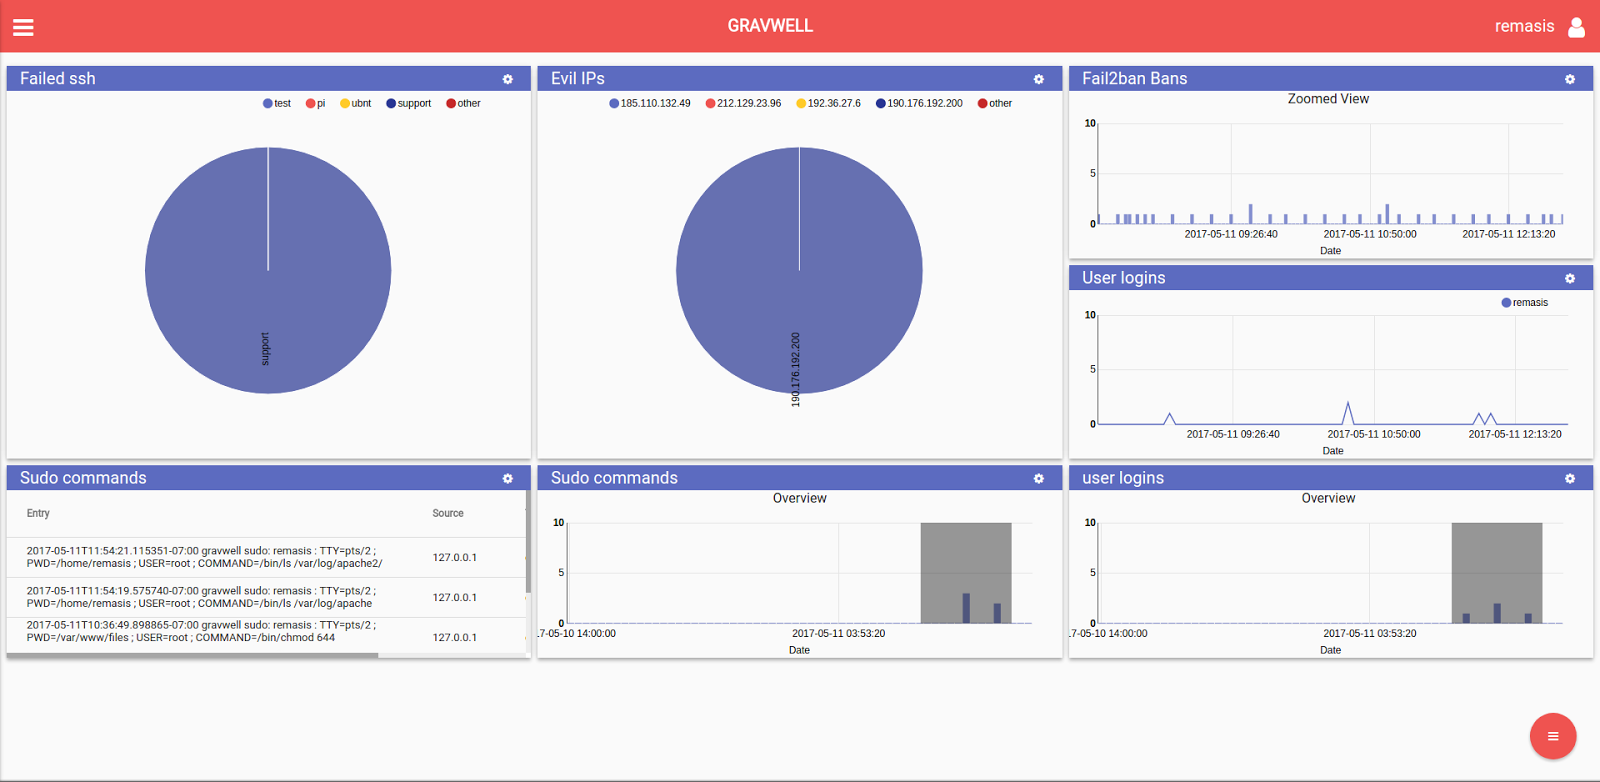 GRAVWELL
remasis
Failed ssh
test pi ubnt support other
support
Evil IPs
185.110.132.49 212.129.23.96 192.36.27.6 190.176.192.200 other
190.176.192.200
Fail2ban Bans
Zoomed View
10
5
0
2017-05-11 09:26:40 2017-05-11 10:50:00 2017-05-11 12:13:20
Date
User logins
remasis
10
5
0
2017-05-11 09:26:40 2017-05-11 10:50:00 2017-05-11 12:13:20
Date
Sudo commands
Entry Source
2017-05-11T11:54:21.115351-07:00 gravwell sudo: remasis : TTY=pts/2 ;
PWD=/home/remasis ; USER=root ; COMMAND=/bin/ls /var/log/apache2/
127.0.0.1
2017-05-11T11:54:19.575740-07:00 gravwell sudo: remasis : TTY=pts/2 ;
PWD=/home/remasis ; USER=root ; COMMAND=/bin/ls /var/log/apache
127.0.0.1
2017-05-11T10:36:49.898865-07:00 gravwell sudo: remasis : TTY=pts/2 ;
PWD=/var/www/files ; USER=root ; COMMAND=/bin/chmod 644
127.0.0.1
Sudo commands
Overview
10
5
0
7-05-10 14:00:00 2017-05-11 03:53:20
Date
user logins
Overview
10
5
0
7-05-10 14:00:00 2017-05-11 03:53:20
Date